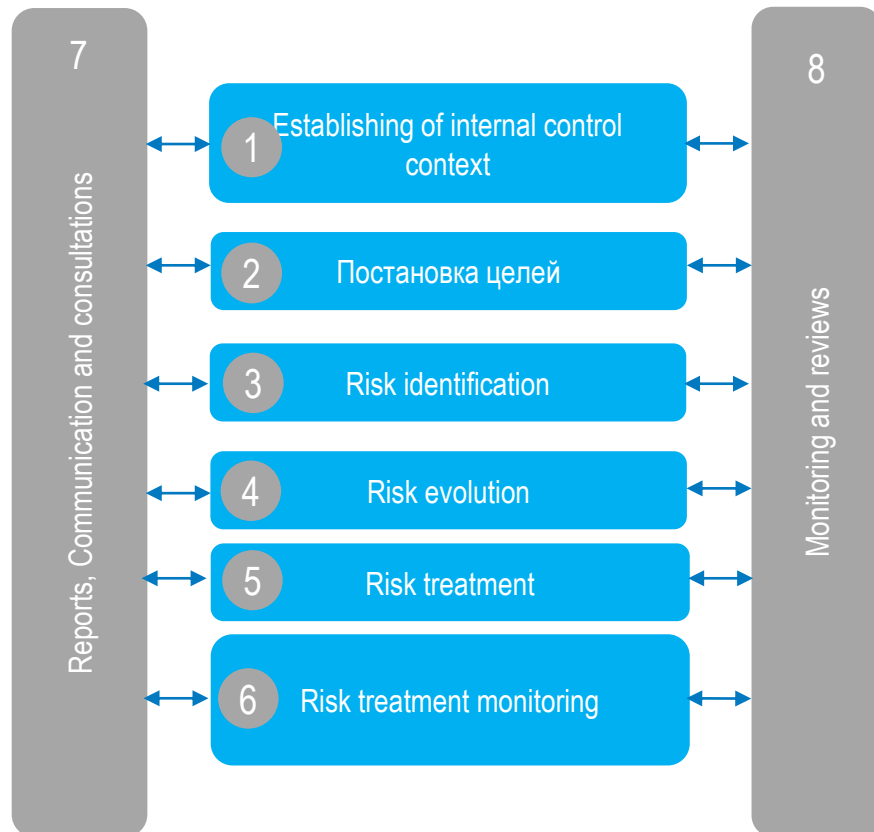 7
Reports, Communication and consultations
1
Establishing of internal control
context
2
Постановка целей
3
Risk identification
4
Risk evolution
5
Risk treatment
6
Risk treatment monitoring
8
Monitoring and reviews